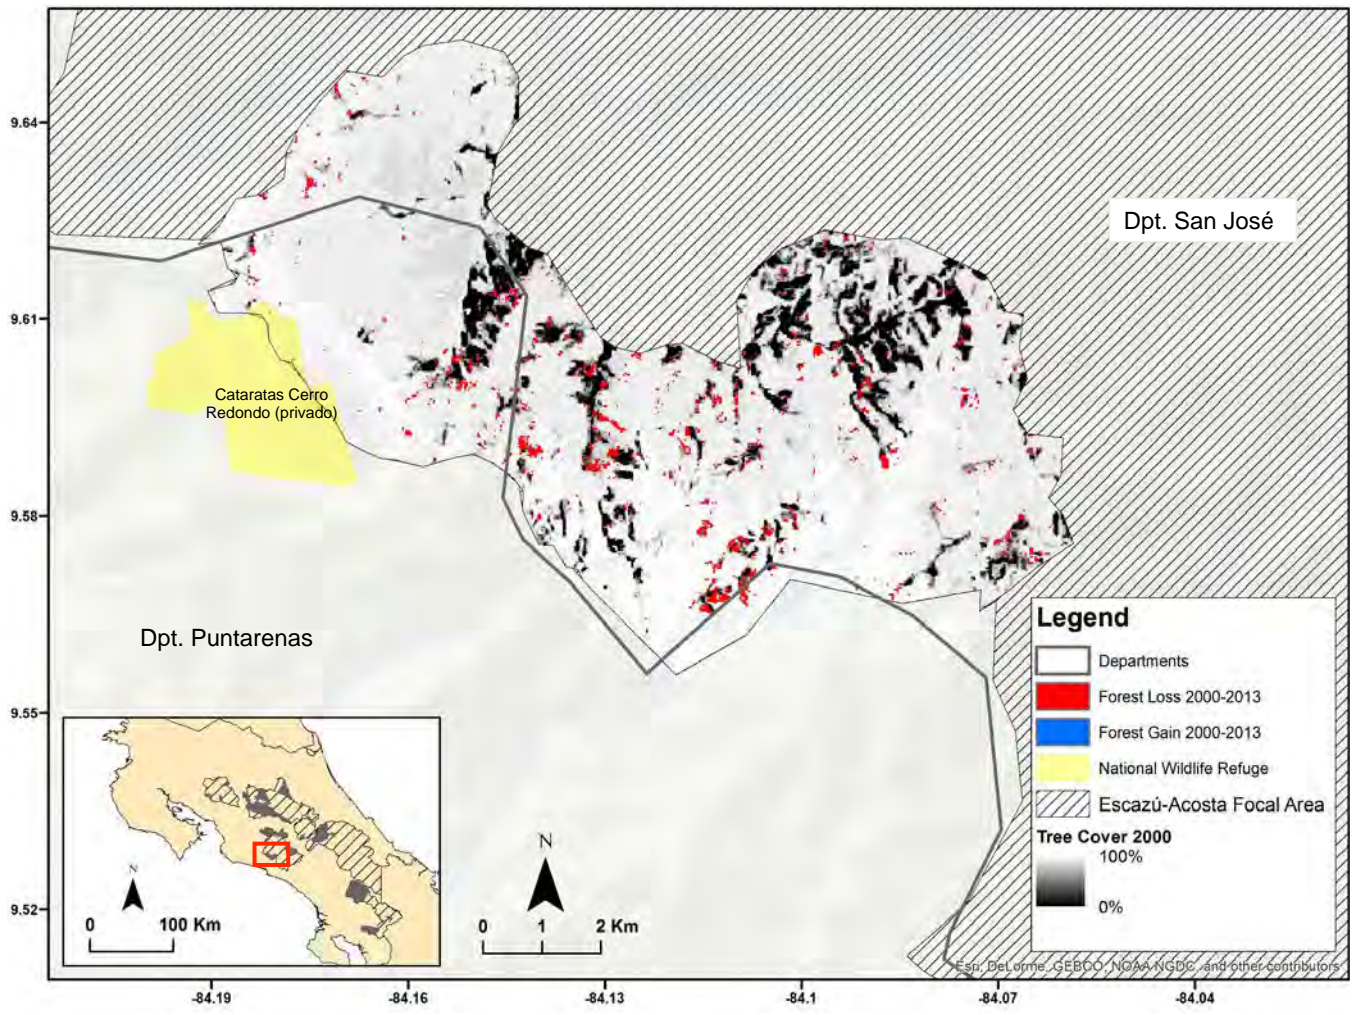 9.64
9.61
9.58
9.55
9.52
-84.19
-84.16
-84.13
-84.1
-84.07
-84.04
Dpt. San José
Cataratas Cerro
Redondo (privado)
Dpt. Puntarenas
N
0 100 Km
N
0 1 2 Km
Legend
Departments
Forest Loss 2000-2013
Forest Gain 2000-2013
National Wildlife Refuge
Escazú-Acosta Focal Area
Tree Cover 2000
100%
0%
Esri, DeLorme, GEBCO, NOAA NGDC, and other contributors